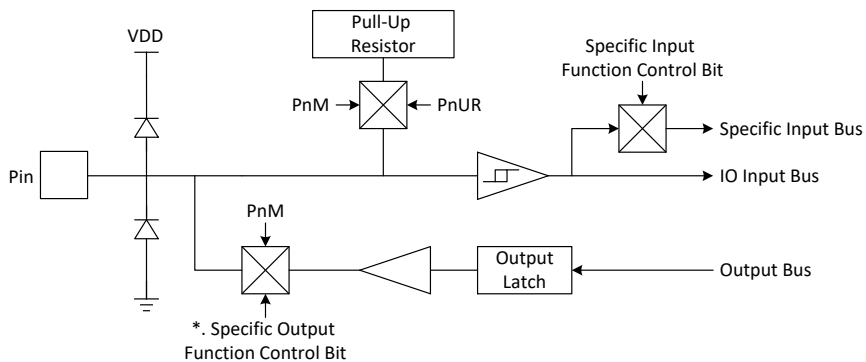 Pull-Up
Resistor
VDD
Specific Input
Function Control Bit
PnM
PnUR
Specific Input Bus
Pin
IO Input Bus
PnM
Output
Latch
Output Bus
*. Specific Output
Function Control Bit